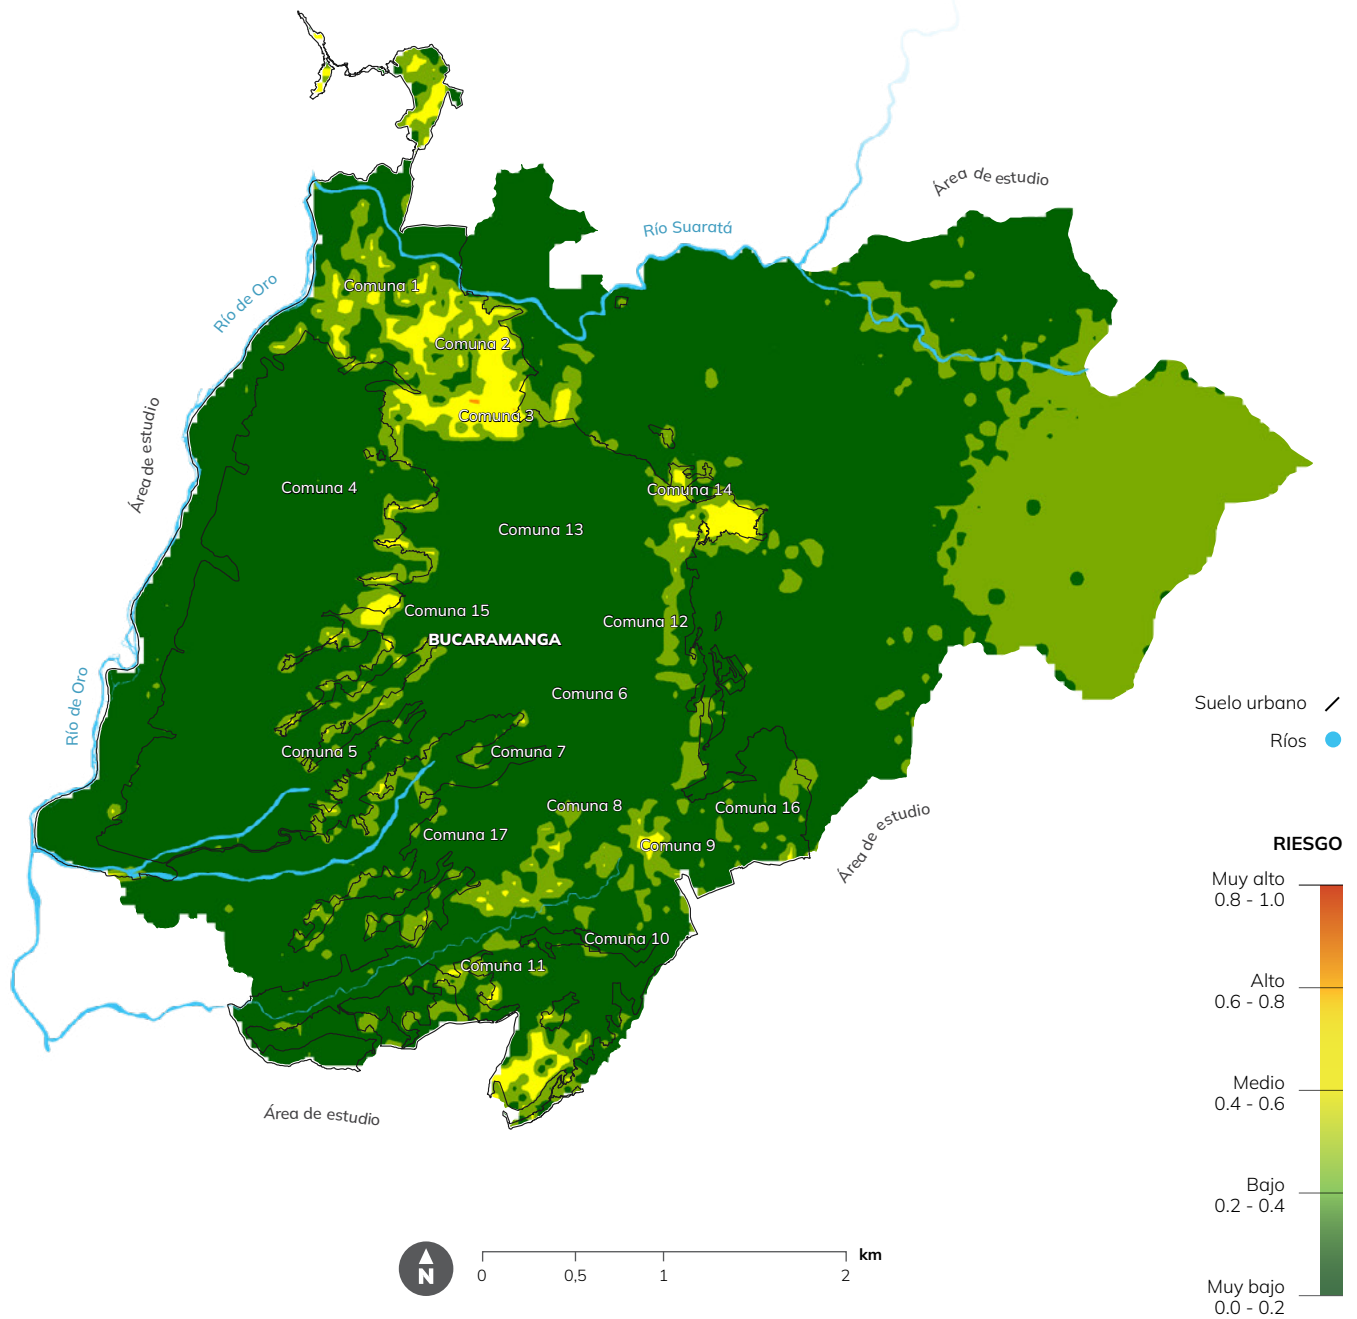 Área de estudio
Río Suaratá
Río de Oro
Comuna 1
Comuna 2
Comuna 3
Área de estudio
Comuna 4
Comuna 14
Comuna 13
Comuna 15
Comuna 12
BUCARAMANGA
Río de Oro
Comuna 6
Comuna 5
Comuna 7
Comuna 8
Comuna 16
Comuna 17
Comuna 9
Área de estudio
Comuna 10
Comuna 11
Área de estudio
Suelo urbano
Ríos
RIESGO
Muy alto
0.8 - 1.0
Alto
0.6 - 0.8
Medio
0.4 - 0.6
Bajo
0.2 - 0.4
Muy bajo
0.0 - 0.2
N
km
0 0,5 1 2